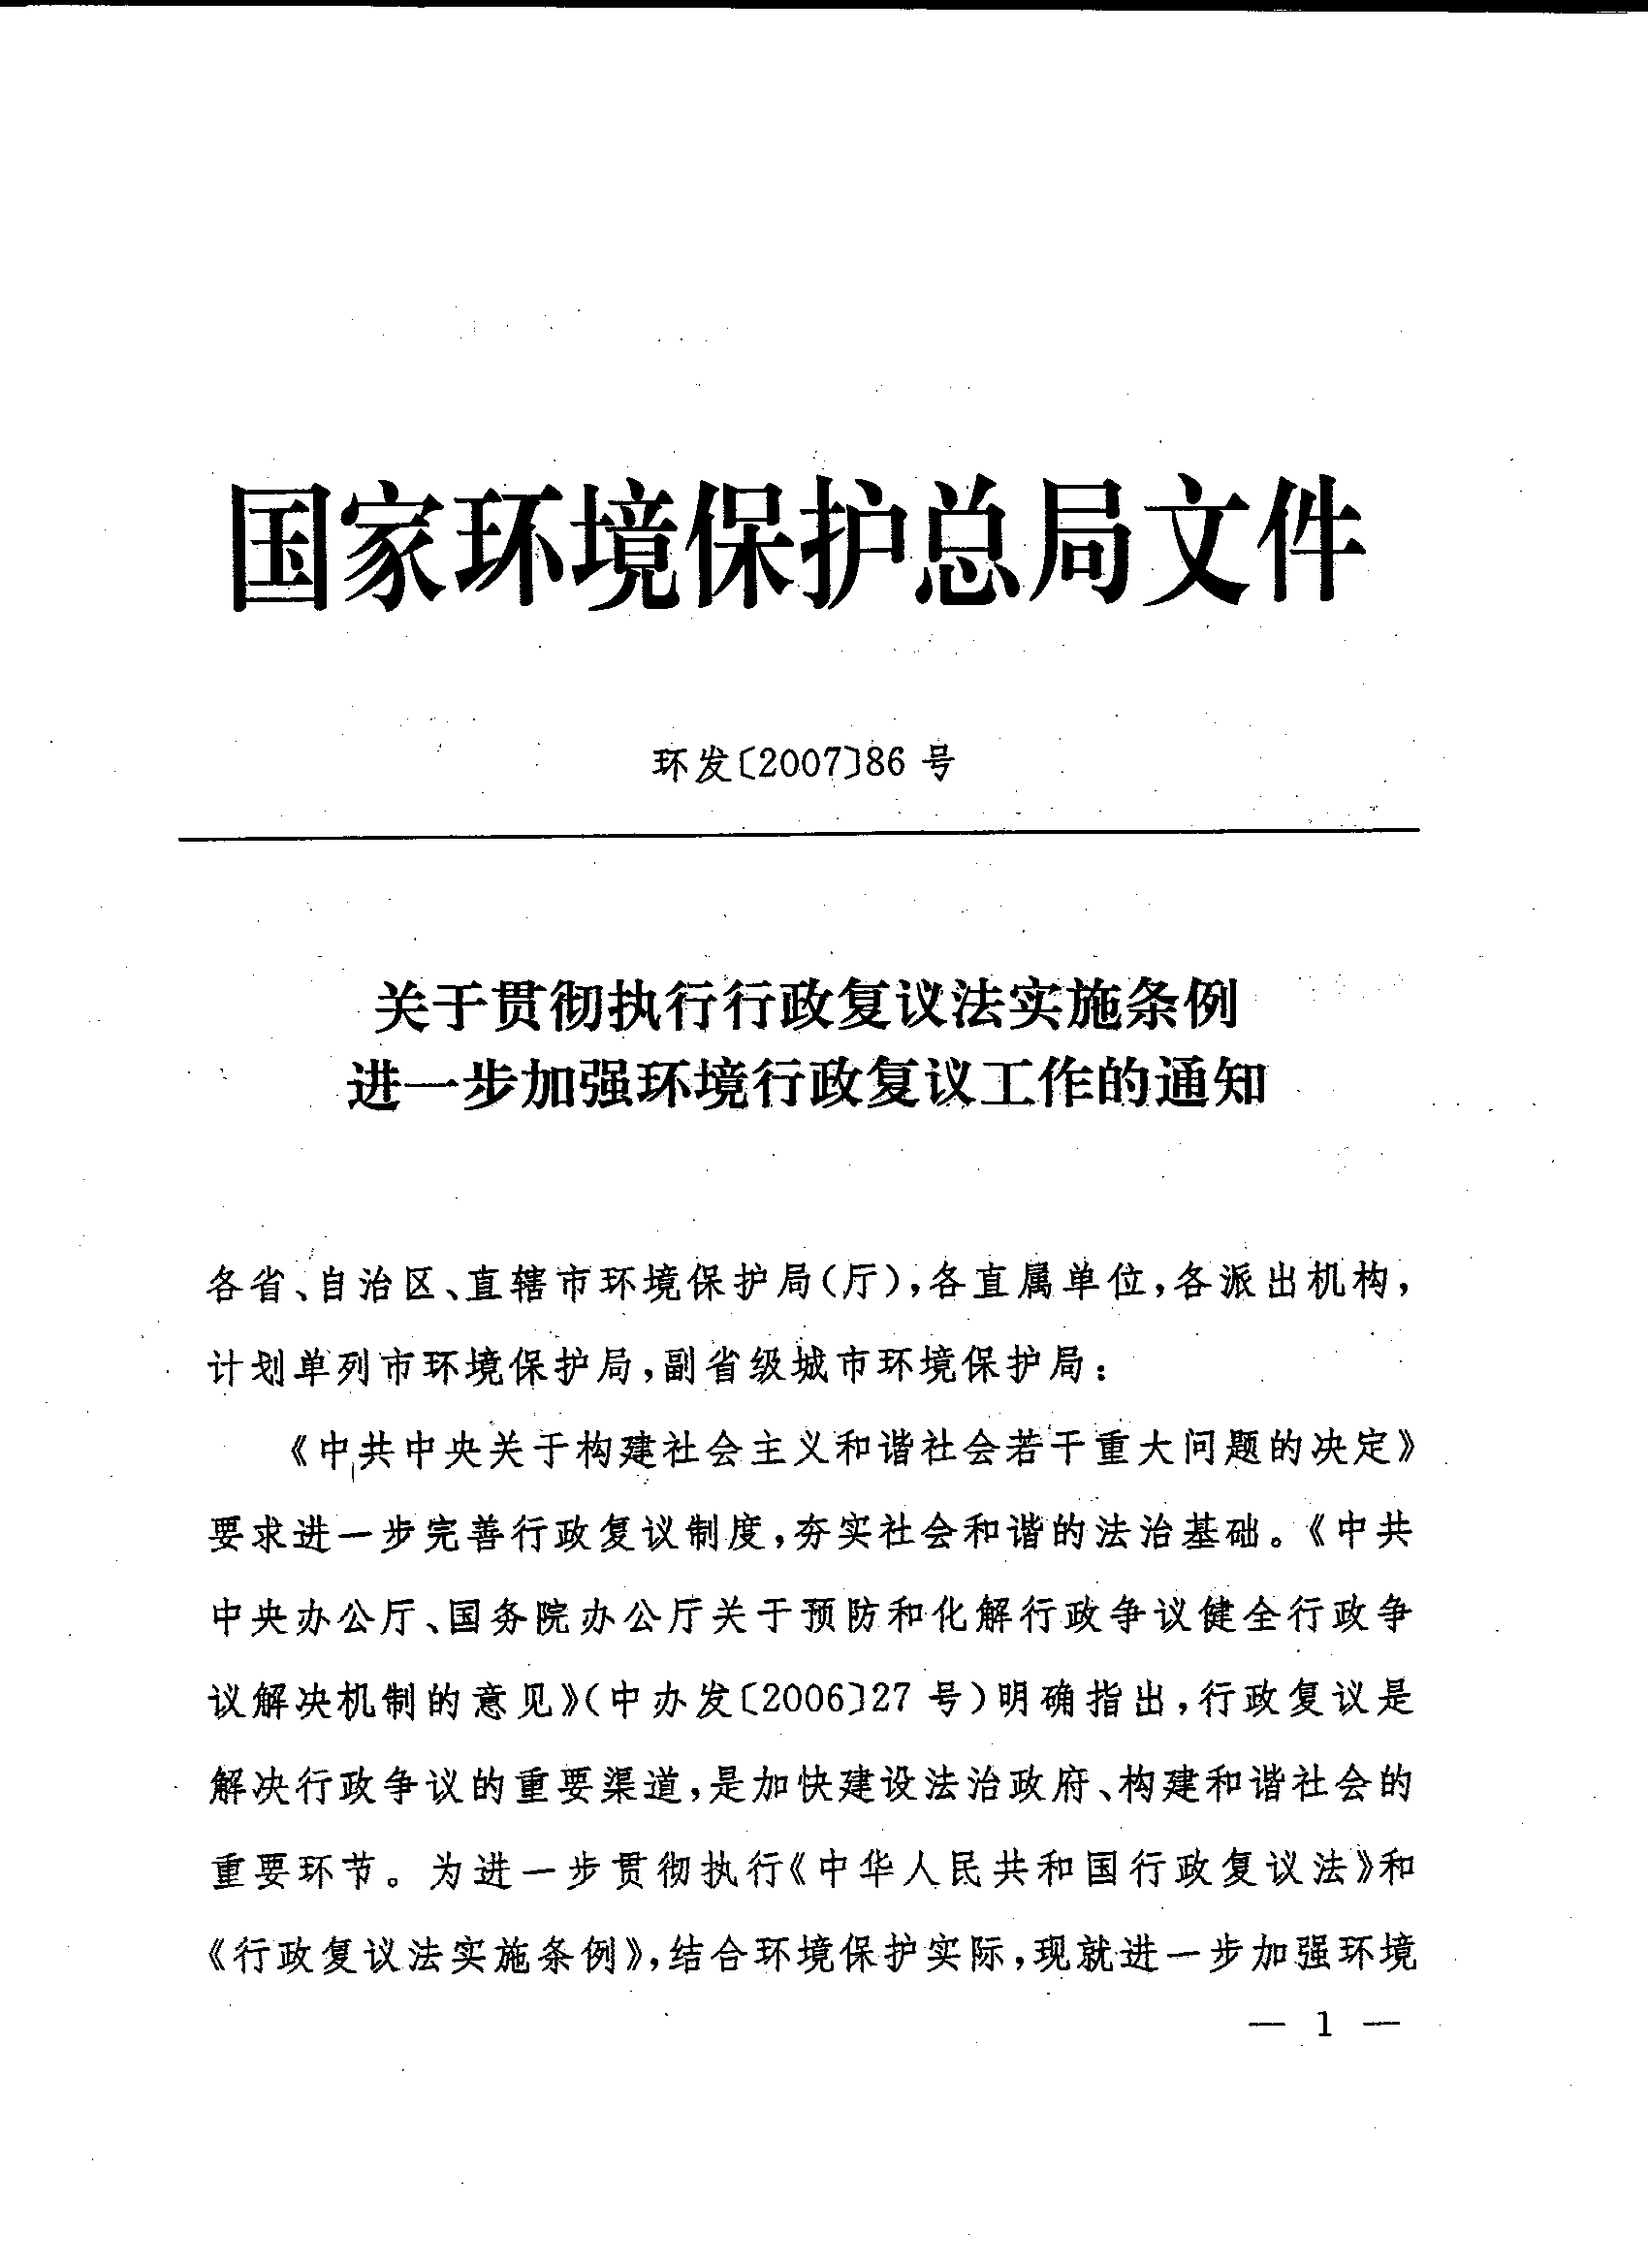 国家环境保护总局文件
环发〔2007〕86 号
关于贯彻执行行政复议法实施条例
进一步加强环境行政复议工作的通知
各省、自治区、直辖市环境保护局(厅),各直属单位,各派出机构,
计划单列市环境保护局,副省级城市环境保护局:
《中共中央关于构建社会主义和谐社会若干重大问题的决定》
要求进一步完善行政复议制度,夯实社会和谐的法治基础。《中共
中央办公厅、国务院办公厅关于预防和化解行政争议健全行政争
议解决机制的意见》(中办发〔2006〕27 号)明确指出,行政复议是
解决行政争议的重要渠道,是加快建设法治政府、构建和谐社会的
重要环节。为进一步贯彻执行《中华人民共和国行政复议法》和
《行政复议法实施条例》,结合环境保护实际,现就进一步加强环境
— 1 —